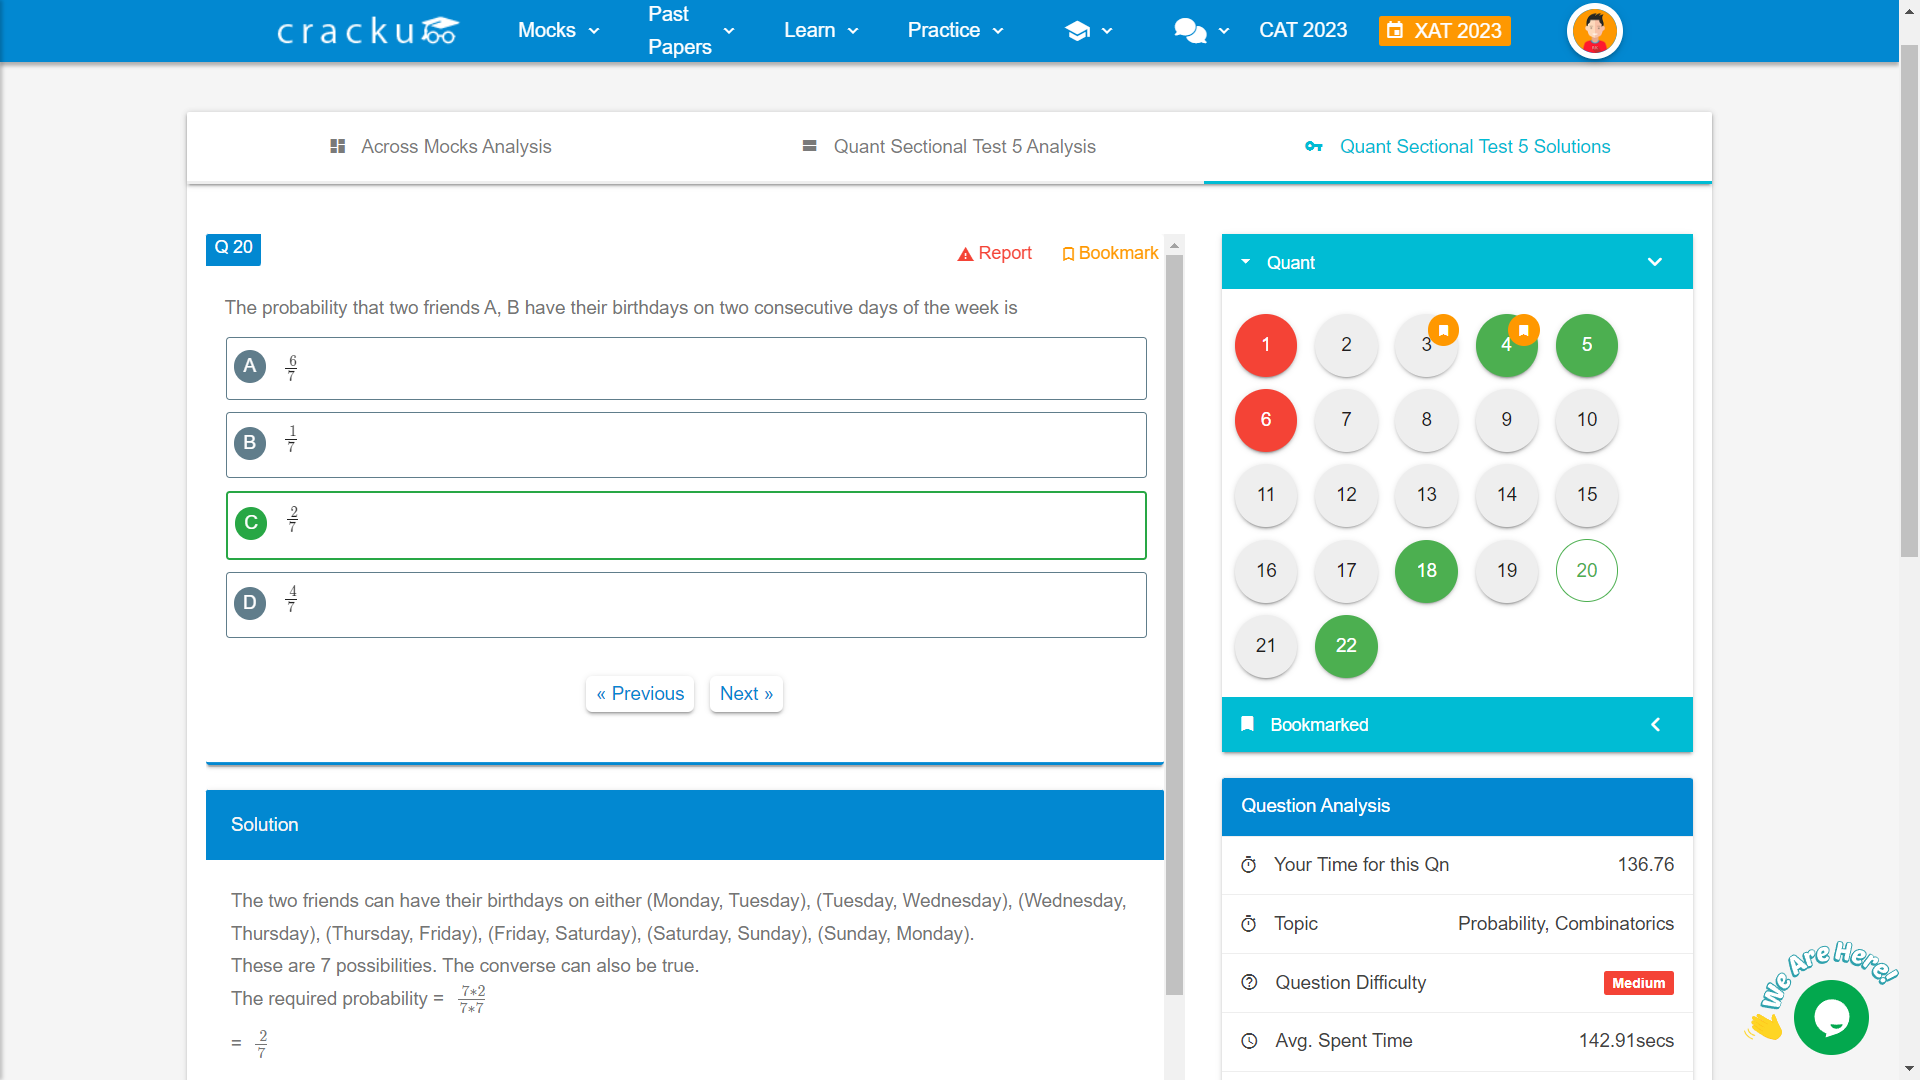 cracku
Mocks
Past Papers
Learn
Practice
CAT 2023
XAT 2023
Across Mocks Analysis
Quant Sectional Test 5 Analysis
Quant Sectional Test 5 Solutions
Q 20
Report
Bookmark
The probability that two friends A, B have their birthdays on two consecutive days of the week is
A 6/7
B 1/7
C 2/7
D 4/7
« Previous
Next »
Solution
The two friends can have their birthdays on either (Monday, Tuesday), (Tuesday, Wednesday), (Wednesday,
Thursday), (Thursday, Friday), (Friday, Saturday), (Saturday, Sunday), (Sunday, Monday).
These are 7 possibilities. The converse can also be true.
The required probability = 7*2/7*7
= 2/7
Quant
1 2 3 4 5
6 7 8 9 10
11 12 13 14 15
16 17 18 19 20
21 22
Bookmarked
Question Analysis
Your Time for this Qn 136.76
Topic Probability, Combinatorics
Question Difficulty Medium
Avg. Spent Time 142.91secs
We Are Here!